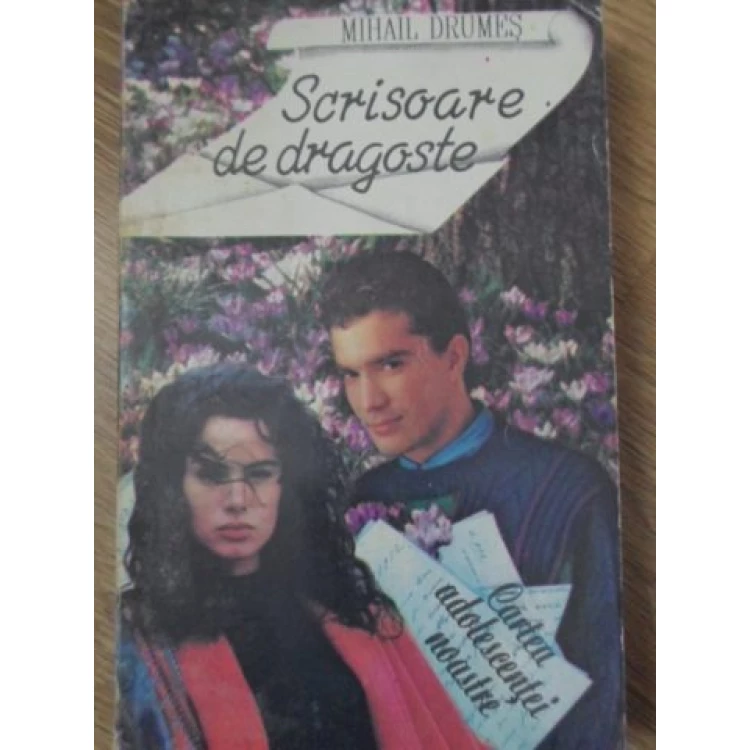 MIHAIL DRUMEȘ
Scrisoare
de dragoste
Cartea
adolescenței
noastre